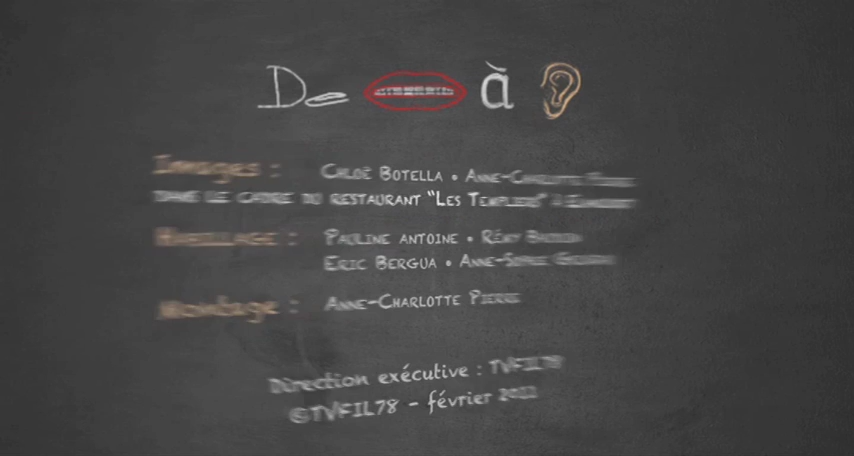 De à
Images : Chloé Botella • Anne-Charlotte Pierre
dans le cadre du restaurant "Les Templiers" à
Habillage : Pauline Antoine • Rémy
Eric Bergua • Anne-Sophie
Montage : Anne-Charlotte Pierre
Direction exécutive : TVFIL78
©TVFIL78 - février